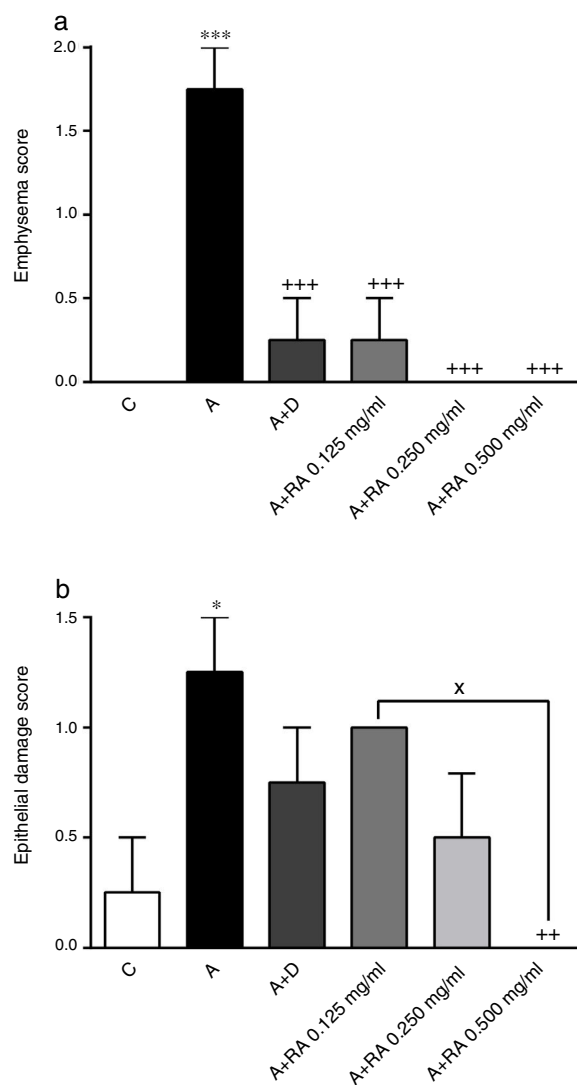 a
***
2.0
1.5
1.0
0.5
0.0
Emphysema score
+++
+++
+++
+++
C
A
A+D
A+RA 0.125 mg/ml
A+RA 0.250 mg/ml
A+RA 0.500 mg/ml
b
*
1.5
1.0
0.5
0.0
Epithelial damage score
x
++
C
A
A+D
A+RA 0.125 mg/ml
A+RA 0.250 mg/ml
A+RA 0.500 mg/ml